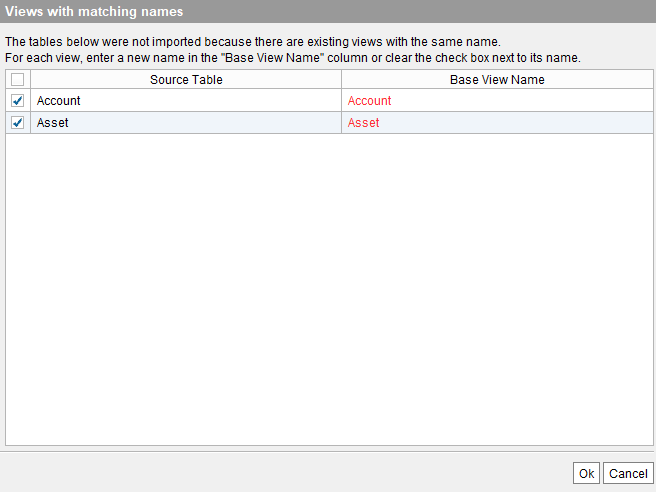 Views with matching names
The tables below were not imported because there are existing views with the same name.
For each view, enter a new name in the "Base View Name" column or clear the check box next to its name.
Source Table Base View Name
Account Account
Asset Asset
Ok Cancel